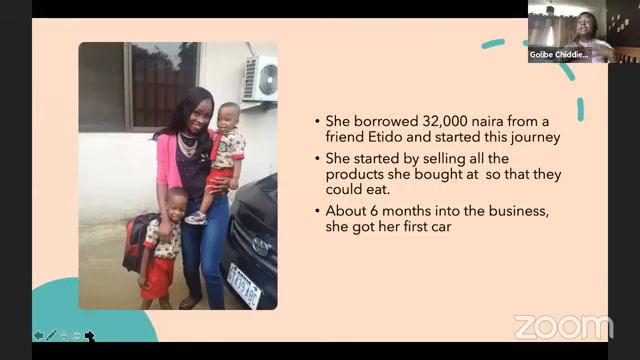 Golibe Chiddie...
• She borrowed 32,000 naira from a
friend Etido and started this journey
• She started by selling all the
products she bought at  so that they
could eat.
• About 6 months into the business,
she got her first car
zoom